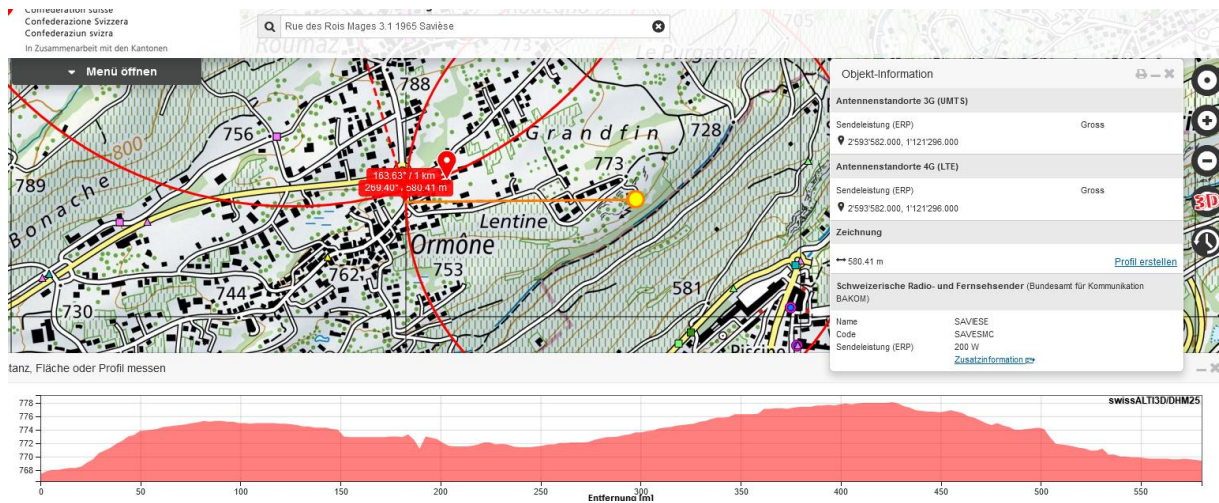 Confederation suisse
Confederazione Svizzera
Confederaziun svizra
In Zusammenarbeit mit den Kantonen
Rue des Rois Mages 3.1 1965 Savièse
Roumaz
773
Le Purgatoire
705
Menü öffnen
788
756
800
789
Bonache
Grandfin
728
773
163.63° / 1 km
269.40° / 580.41 m
Lentine
Ormône
762
753
744
730
581
Piscine
Objekt-Information
Antennenstandorte 3G (UMTS)
Sendeleistung (ERP) Gross
2'593'582.000, 1'121'296.000
Antennenstandorte 4G (LTE)
Sendeleistung (ERP) Gross
2'593'582.000, 1'121'296.000
Zeichnung
580.41 m Profil erstellen
Schweizerische Radio- und Fernsehsender (Bundesamt für Kommunikation
BAKOM)
Name SAVIESE
Code SAVESMC
Sendeleistung (ERP) 200 W
Zusatzinformation
3D
tanz, Fläche oder Profil messen
swissALTI3D/DHM25
778
776
774
772
770
768
0 50 100 150 200 250 300 350 400 450 500 550
Entfernung [m]